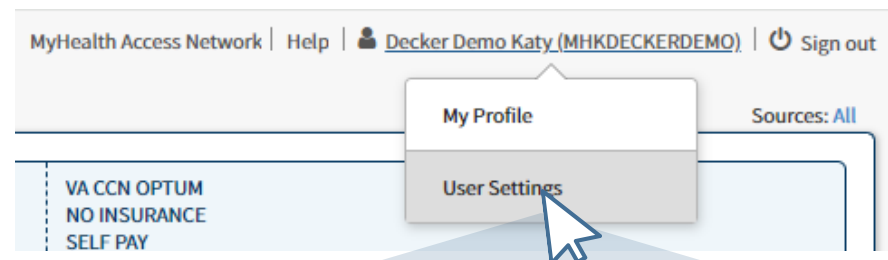 MyHealth Access Network | Help | Decker Demo Katy (MHKDECKERDEMO) | Sign out
My Profile
Sources: All
User Settings
VA CCN OPTUM
NO INSURANCE
SELF PAY